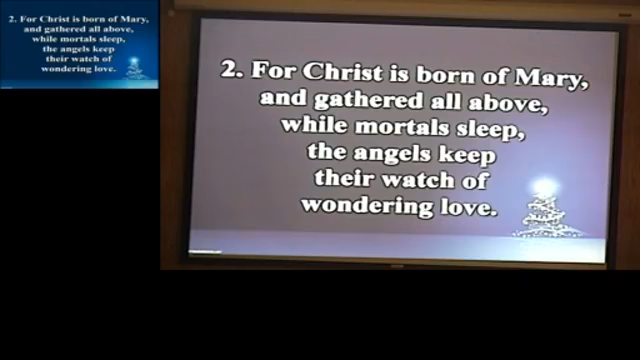 2. For Christ is born of Mary,
and gathered all above,
while mortals sleep,
the angels keep
their watch of
wondering love.
2. For Christ is born of Mary,
and gathered all above,
while mortals sleep,
the angels keep
their watch of
wondering love.